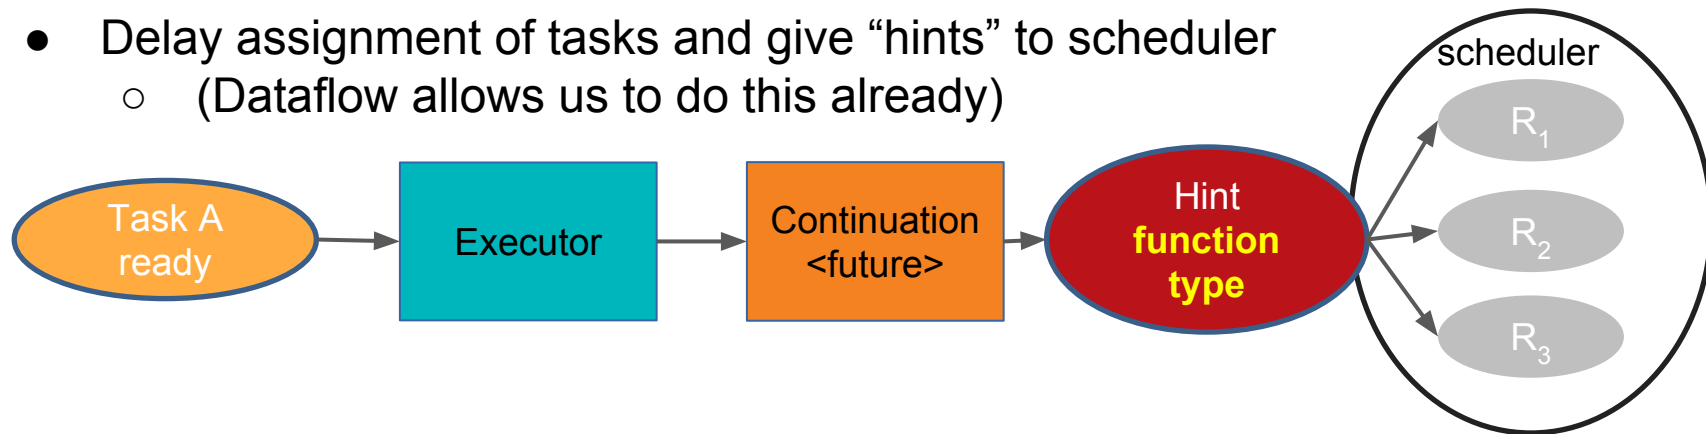 ● Delay assignment of tasks and give “hints” to scheduler
○ (Dataflow allows us to do this already)
Task A
ready
Executor
Continuation
<future>
Hint
function
type
scheduler
R1
R2
R3